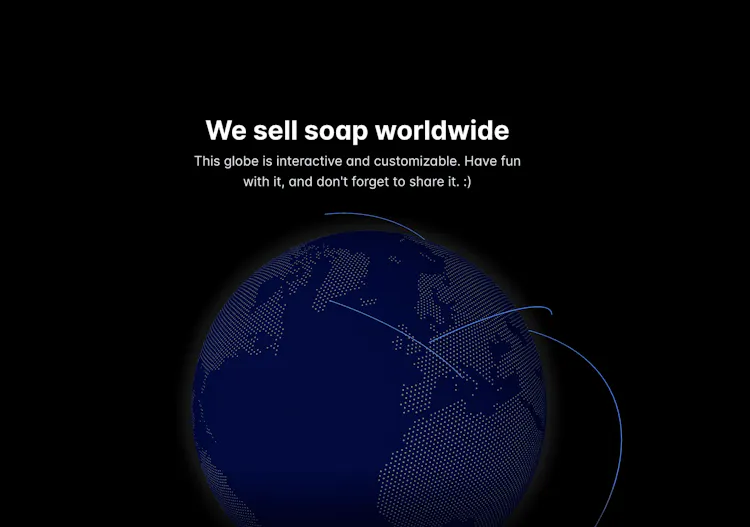 We sell soap worldwide
This globe is interactive and customizable. Have fun
with it, and don't forget to share it. :)